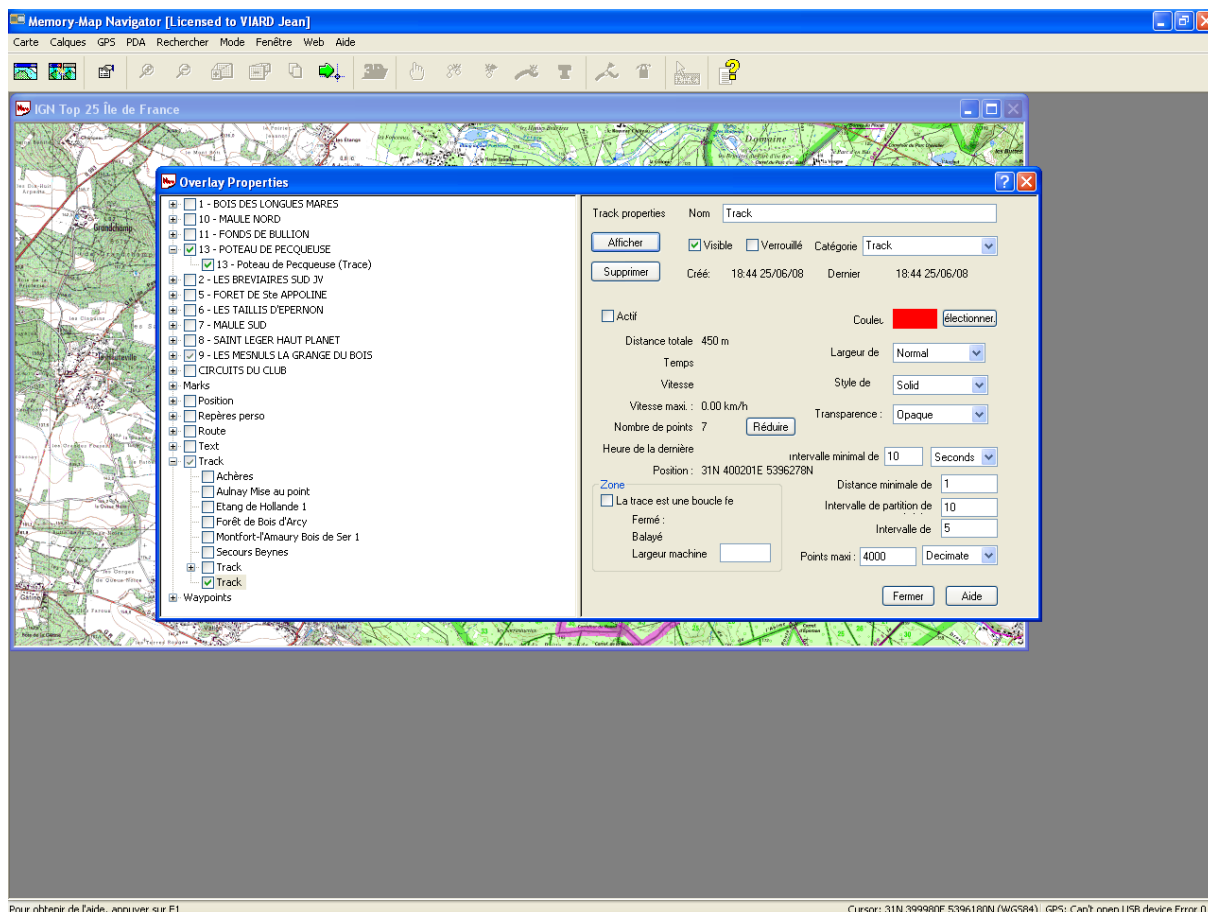 Memory-Map Navigator [Licensed to VIARD Jean]
Carte Calques GPS PDA Rechercher Mode Fenêtre Web Aide
3D
IGN Top 25 Île de France
Domaine
Grandchamp
Overlay Properties
1 - BOIS DES LONGUES MARES
10 - MAULE NORD
11 - FONDS DE BULLION
13 - POTEAU DE PECQUEUSE
13 - Poteau de Pecqueuse (Trace)
2 - LES BREVIAIRES SUD JV
5 - FORET DE Ste APPOLINE
6 - LES TAILLIS D'EPERNON
7 - MAULE SUD
8 - SAINT LEGER HAUT PLANET
9 - LES MESNULS LA GRANGE DU BOIS
CIRCUITS DU CLUB
Marks
Position
Repères perso
Route
Text
Track
Achères
Aulnay Mise au point
Etang de Hollande 1
Forêt de Bois d'Arcy
Montfort-l'Amaury Bois de Ser 1
Secours Beynes
Track
Track
Waypoints
Track properties Nom Track
Afficher Visible Verrouillé Catégorie Track
Supprimer Créé: 18:44 25/06/08 Dernier 18:44 25/06/08
Actif Couleu électionner.
Distance totale 450 m Largeur de Normal
Temps
Vitesse Style de Solid
Vitesse maxi. : 0.00 km/h Transparence : Opaque
Nombre de points 7 Réduire
Heure de la dernière intervalle minimal de 10 Seconds
Position : 31N 400201E 5396278N
Zone Distance minimale de 1
La trace est une boucle fe Intervalle de partition de 10
Fermé :
Balayé Intervalle de 5
Largeur machine Points maxi : 4000 Decimate
Fermer Aide
Pour obtenir de l'aide, appuyer sur F1 Cursor: 31N 399980E 5396180N (WGS84) GPS: Can't open USB device Error 0